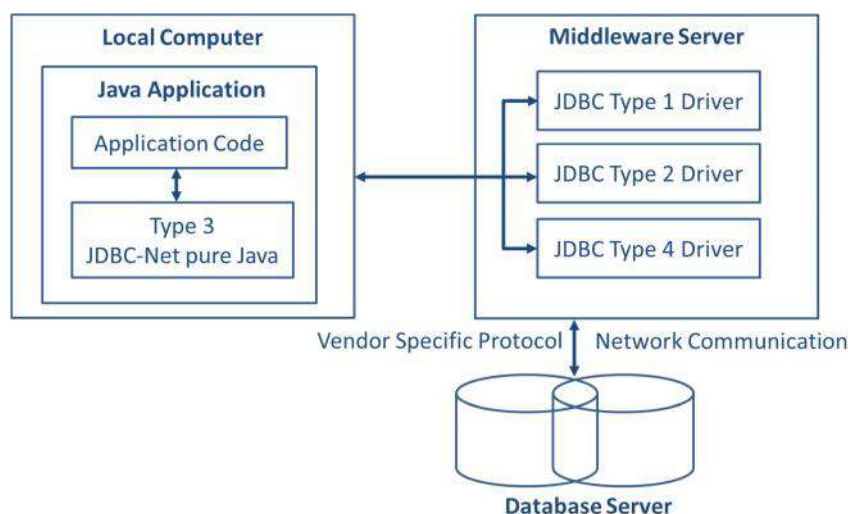 Local Computer
Java Application
Application Code
Type 3
JDBC-Net pure Java
Middleware Server
JDBC Type 1 Driver
JDBC Type 2 Driver
JDBC Type 4 Driver
Vendor Specific Protocol
Network Communication
Database Server